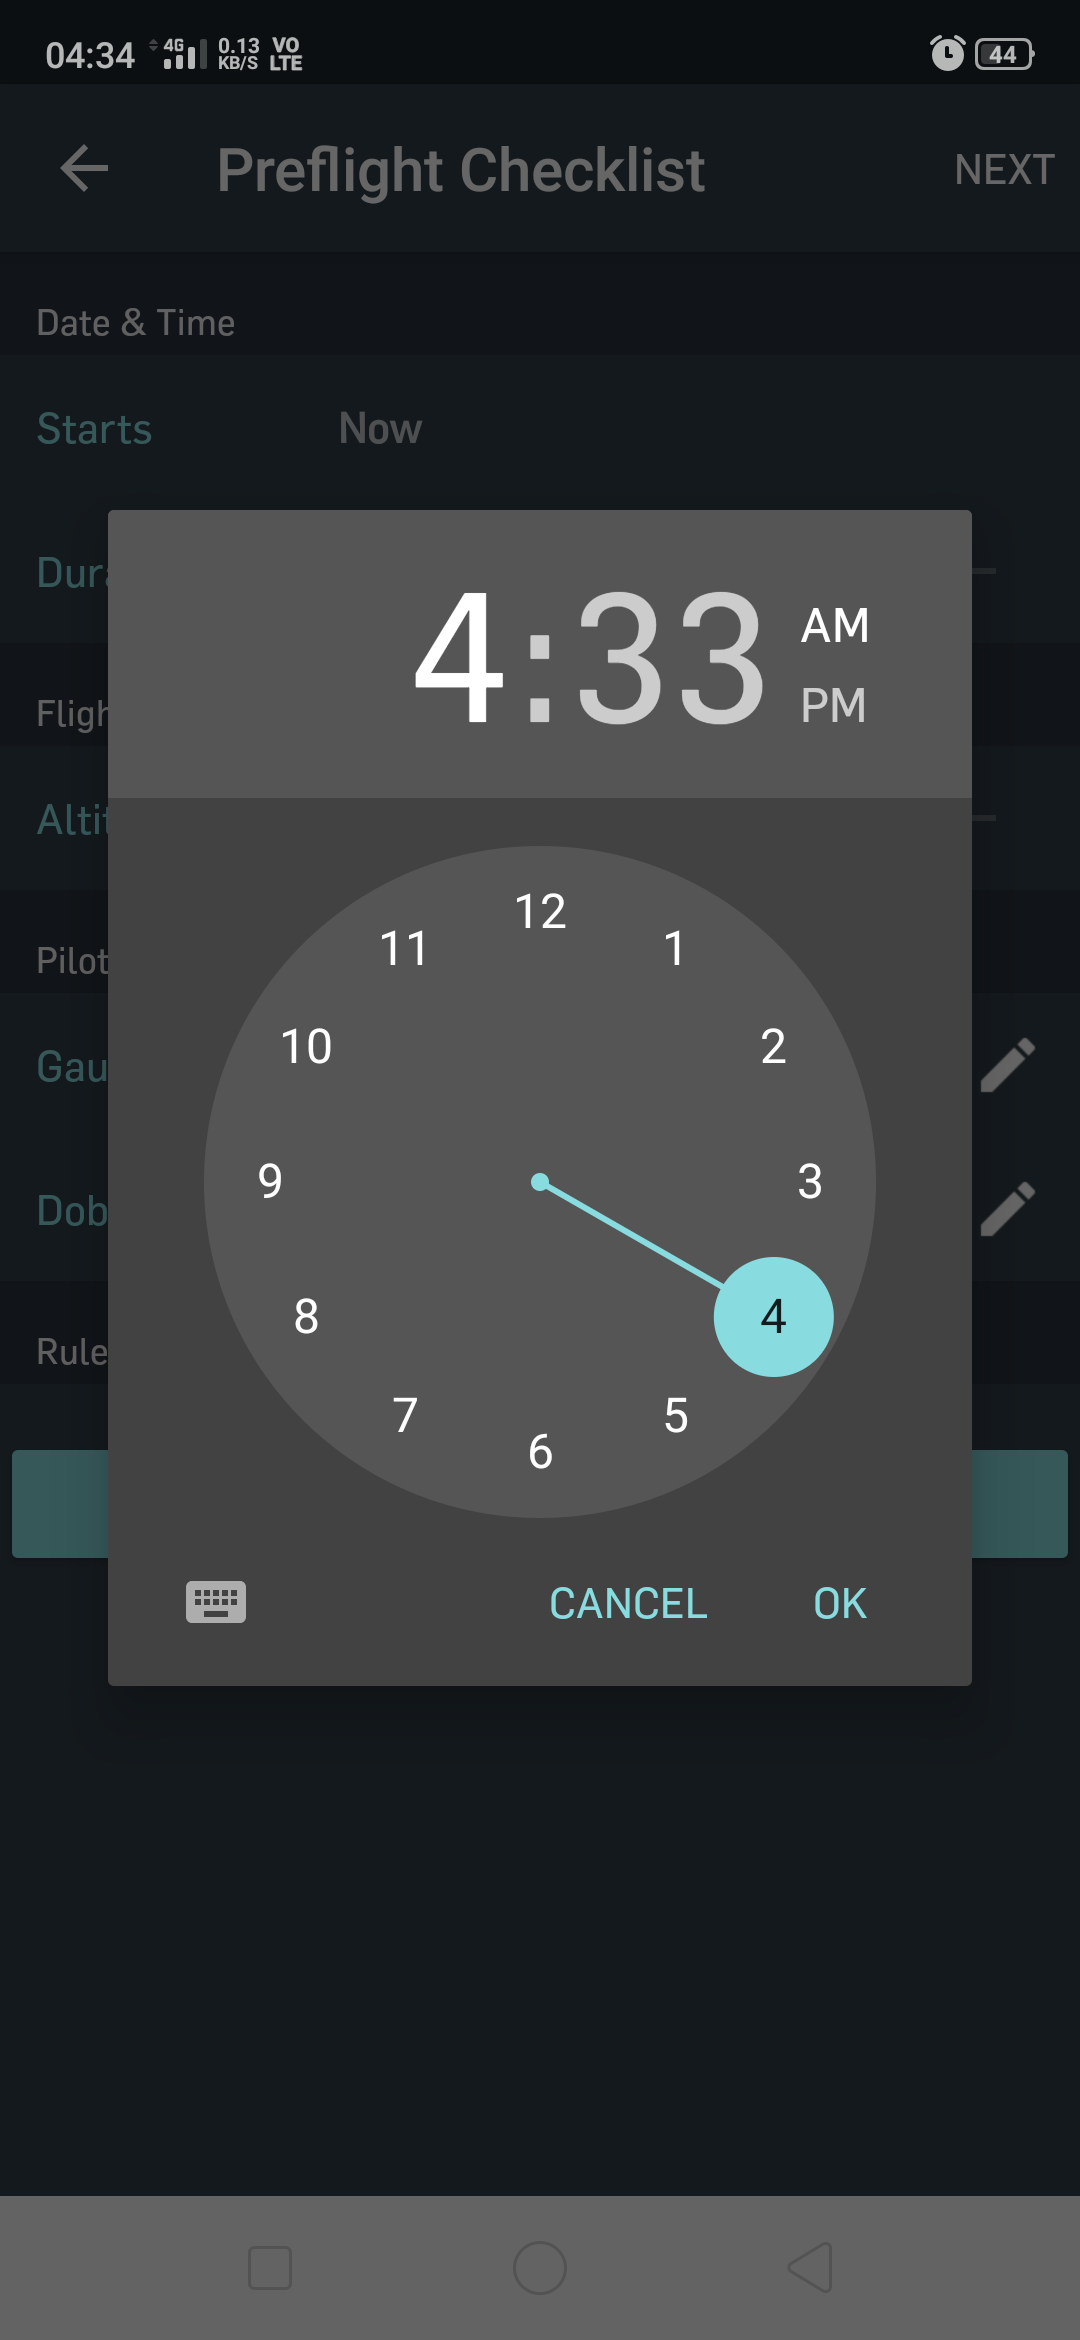 04:34 4G 0.13 KB/S VO LTE 44
Preflight Checklist NEXT
Date & Time
Starts Now
Dura
Fligh
Altit
Pilot
Gau
Dob
Rule
4:33 AM
PM
12
11 1
10 2
9 3
8 4
7 5
6
CANCEL OK